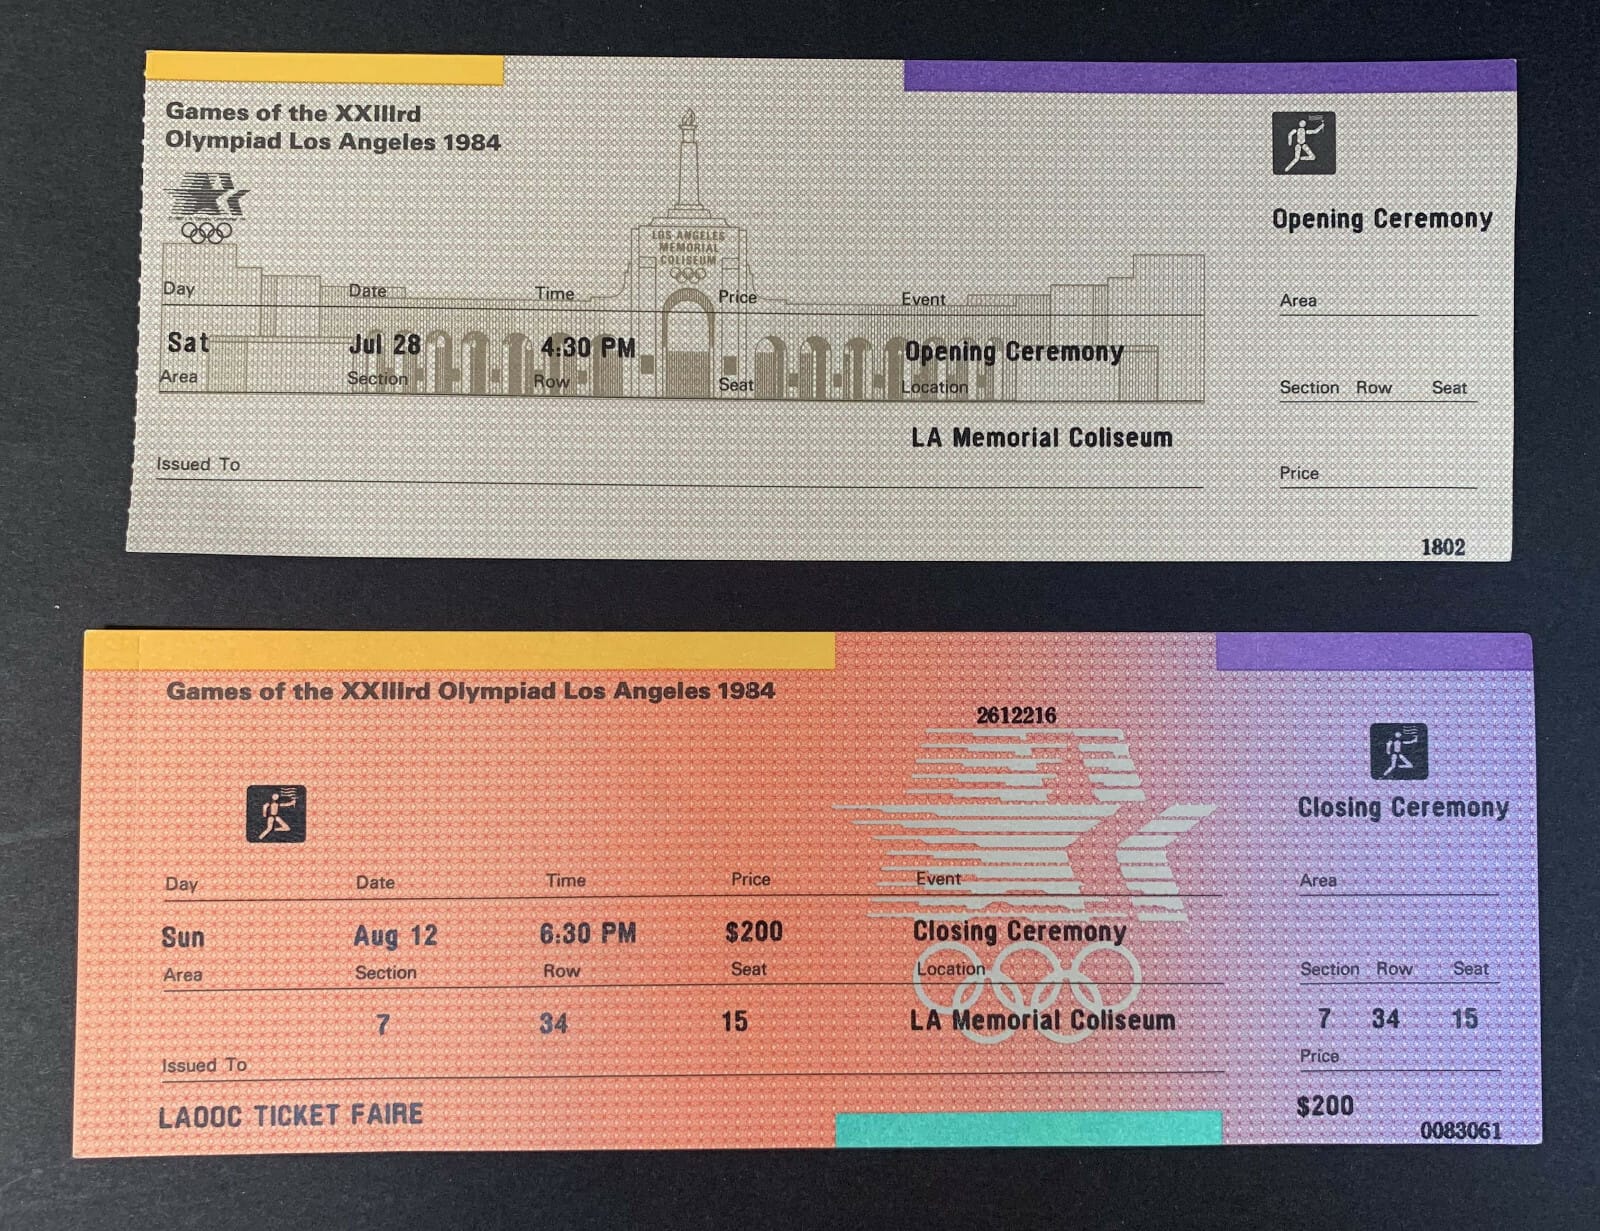 Games of the XXIIIrd
Olympiad Los Angeles 1984
Opening Ceremony
LOS ANGELES
MEMORIAL
COLISEUM
Day Date Time Price Event Area
Sat Jul 28 4:30 PM Opening Ceremony
Area Section Row Seat Location Section Row Seat
LA Memorial Coliseum
Issued To Price
1802
Games of the XXIIIrd Olympiad Los Angeles 1984
2612216
Closing Ceremony
Day Date Time Price Event Area
Sun Aug 12 6:30 PM $200 Closing Ceremony
Area Section Row Seat Location Section Row Seat
7 34 15 LA Memorial Coliseum 7 34 15
Issued To Price
LAOOC TICKET FAIRE $200
0083061